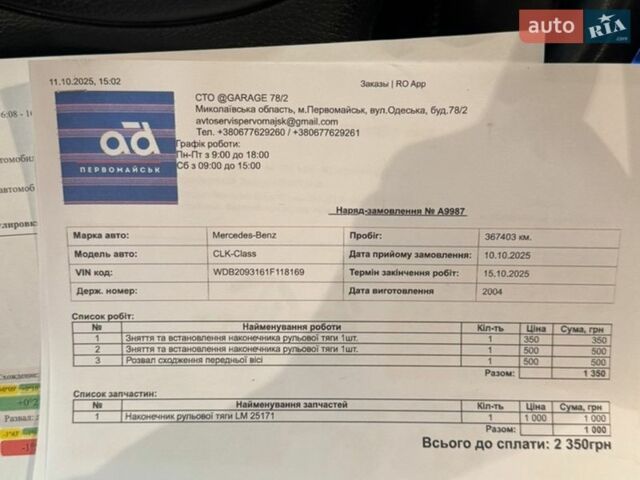 auto RIA.com
11.10.2025, 15:02
Заказы | RO App
ad
ПЕРВОМАЙСЬК
СТО @GARAGE 78/2
Миколаївська область, м.Первомайськ, вул.Одеська, буд.78/2
avtoservispervomajsk@gmail.com
Тел. +380677629260 / +380677629261
Графік роботи:
Пн-Пт з 9:00 до 18:00
Сб з 09:00 до 15:00
Наряд-замовлення № A9987
Марка авто: Mercedes-Benz Пробіг: 367403 км.
Модель авто: CLK-Class Дата прийому замовлення: 10.10.2025
VIN код: WDB2093161F118169 Термін закінчення робіт: 15.10.2025
Держ. номер: Дата виготовлення 2004
Список робіт:
№ Найменування роботи Кіл-ть Ціна Сума, грн
1 Зняття та встановлення наконечника рульової тяги 1шт. 1 350 350
2 Зняття та встановлення наконечника рульової тяги 1шт. 1 500 500
3 Розвал сходження передньої вісі 1 500 500
Разом: 1 350
Список запчастин:
№ Найменування запчастей Кіл-ть Ціна Сума, грн
1 Наконечник рульової тяги LM 25171 1 1 000 1 000
Разом: 1 000
Всього до сплати: 2 350грн